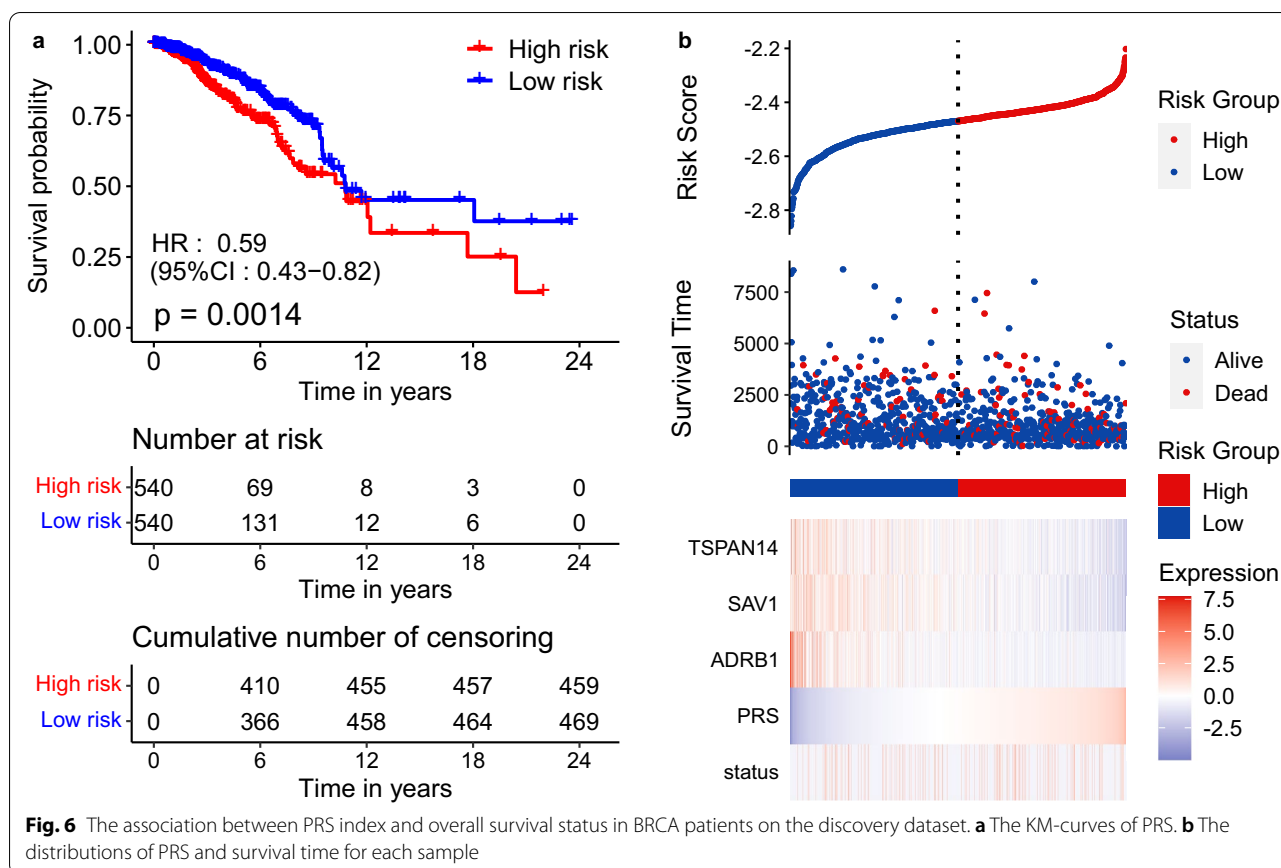 a
Survival probability
1.00
0.75
0.50
0.25
0.00
High risk
Low risk
HR : 0.59
(95%CI : 0.43−0.82)
p = 0.0014
0 6 12 18 24
Time in years
Number at risk
High risk 540 69 8 3 0
Low risk 540 131 12 6 0
0 6 12 18 24
Time in years
Cumulative number of censoring
High risk 0 410 455 457 459
Low risk 0 366 458 464 469
0 6 12 18 24
Time in years
b
Risk Score
-2.2
-2.4
-2.6
-2.8
Risk Group
High
Low
Survival Time
7500
5000
2500
0
Status
Alive
Dead
Risk Group
High
Low
TSPAN14
SAV1
ADRB1
PRS
status
Expression
7.5
5.0
2.5
0.0
-2.5
Fig. 6 The association between PRS index and overall survival status in BRCA patients on the discovery dataset. a The KM-curves of PRS. b The
distributions of PRS and survival time for each sample